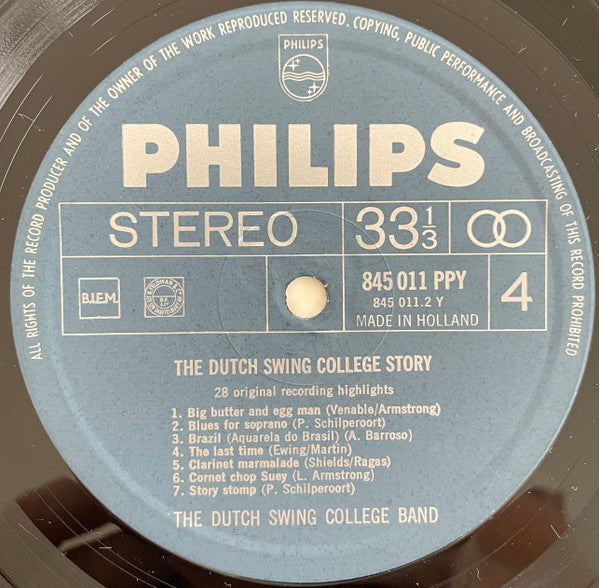 ALL RIGHTS OF THE RECORD PRODUCER AND OF THE OWNER OF THE WORK REPRODUCED RESERVED. COPYING, PUBLIC PERFORMANCE AND BROADCASTING OF THIS RECORD PROHIBITED
PHILIPS
PHILIPS
STEREO 33 1/3
B.I.E.M. 845 011 PPY 4
845 011.2 Y
MADE IN HOLLAND
THE DUTCH SWING COLLEGE STORY
28 original recording highlights
1. Big butter and egg man (Venable/Armstrong)
2. Blues for soprano (P. Schilperoort)
3. Brazil (Aquarela do Brasil) (A. Barroso)
4. The last time (Ewing/Martin)
5. Clarinet marmalade (Shields/Ragas)
6. Cornet chop Suey (L. Armstrong)
7. Story stomp (P. Schilperoort)
THE DUTCH SWING COLLEGE BAND